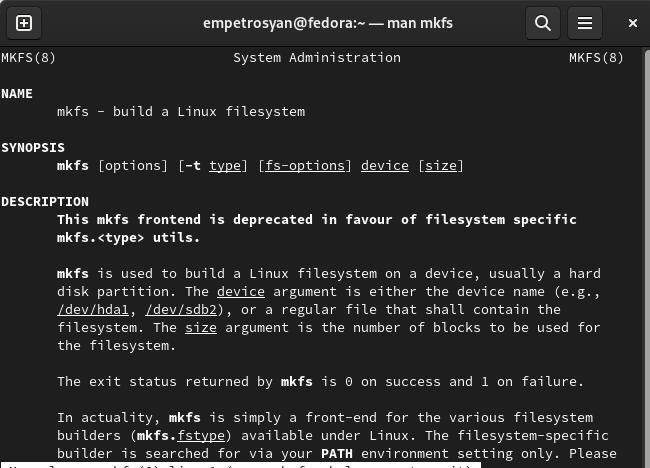 empetrosyan@fedora:~ — man mkfs
MKFS(8) System Administration MKFS(8)
NAME
mkfs - build a Linux filesystem
SYNOPSIS
mkfs [options] [-t type] [fs-options] device [size]
DESCRIPTION
This mkfs frontend is deprecated in favour of filesystem specific
mkfs.<type> utils.
mkfs is used to build a Linux filesystem on a device, usually a hard
disk partition. The device argument is either the device name (e.g.,
/dev/hda1, /dev/sdb2), or a regular file that shall contain the
filesystem. The size argument is the number of blocks to be used for
the filesystem.
The exit status returned by mkfs is 0 on success and 1 on failure.
In actuality, mkfs is simply a front-end for the various filesystem
builders (mkfs.fstype) available under Linux. The filesystem-specific
builder is searched for via your PATH environment setting only. Please